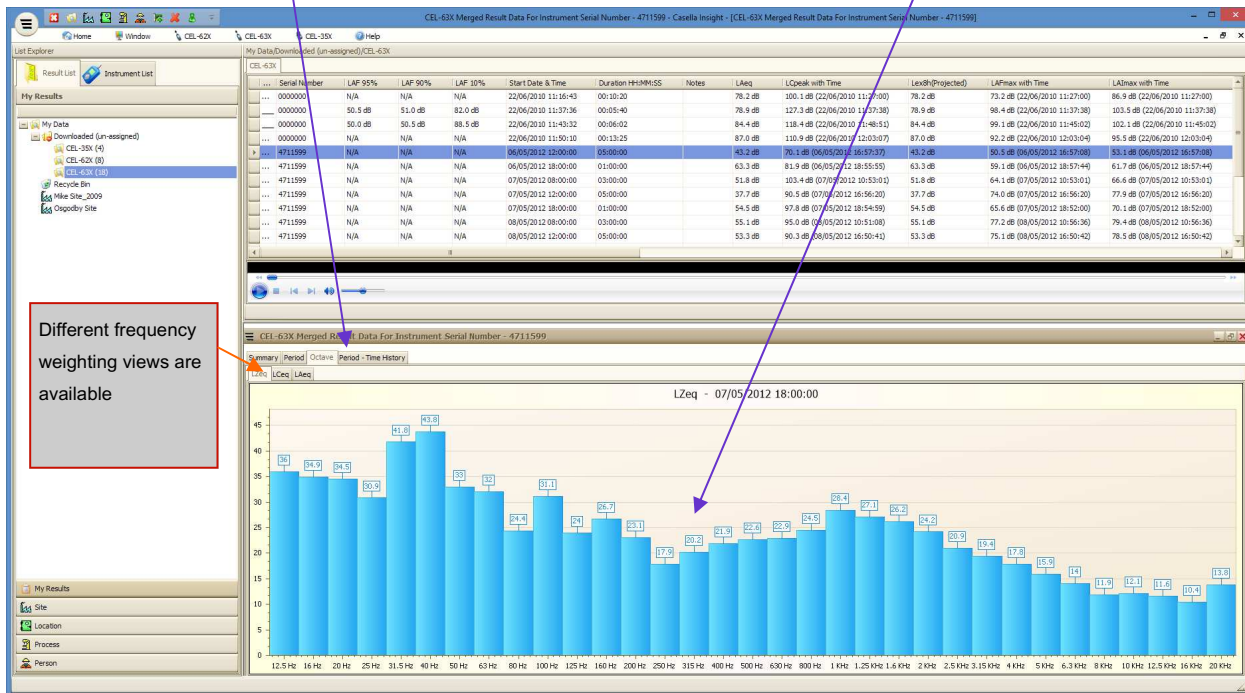 CEL-63X Merged Result Data For Instrument Serial Number - 4711599 - Casella Insight - [CEL-63X Merged Result Data For Instrument Serial Number - 4711599]
Home Window CEL-62X CEL-63X CEL-35X Help
List Explorer
Result List Instrument List
My Results
My Data
Downloaded (un-assigned)
CEL-35X (4)
CEL-62X (8)
CEL-63X (18)
Recycle Bin
Mike Site_2009
Osgodby Site
My Data/Downloaded (un-assigned)/CEL-63X
CEL-63X
... Serial Number LAF 95% LAF 90% LAF 10% Start Date & Time Duration HH:MM:SS Notes LAeq LCpeak with Time Lex8h(Projected) LAFmax with Time LAImax with Time
... 0000000 N/A N/A N/A 22/06/2010 11:16:43 00:10:20 78.2 dB 100.1 dB (22/06/2010 11:27:00) 78.2 dB 73.2 dB (22/06/2010 11:27:00) 86.9 dB (22/06/2010 11:27:00)
0000000 50.5 dB 51.0 dB 82.0 dB 22/06/2010 11:37:36 00:05:40 78.9 dB 127.3 dB (22/06/2010 11:37:38) 78.9 dB 98.4 dB (22/06/2010 11:37:38) 103.5 dB (22/06/2010 11:37:38)
0000000 50.0 dB 50.5 dB 88.5 dB 22/06/2010 11:43:32 00:06:02 84.4 dB 118.4 dB (22/06/2010 11:48:51) 84.4 dB 99.1 dB (22/06/2010 11:45:02) 102.1 dB (22/06/2010 11:45:02)
... 0000000 N/A N/A N/A 22/06/2010 11:50:10 00:13:25 87.0 dB 110.9 dB (22/06/2010 12:03:07) 87.0 dB 92.2 dB (22/06/2010 12:03:04) 95.5 dB (22/06/2010 12:03:04)
... 4711599 N/A N/A N/A 06/05/2012 12:00:00 05:00:00 43.2 dB 70.1 dB (06/05/2012 16:57:37) 43.2 dB 50.5 dB (06/05/2012 16:57:08) 53.1 dB (06/05/2012 16:57:08)
... 4711599 N/A N/A N/A 06/05/2012 18:00:00 01:00:00 63.3 dB 81.9 dB (06/05/2012 18:55:55) 63.3 dB 59.1 dB (06/05/2012 18:57:44) 61.7 dB (06/05/2012 18:57:44)
... 4711599 N/A N/A N/A 07/05/2012 08:00:00 03:00:00 51.8 dB 103.4 dB (07/05/2012 10:53:01) 51.8 dB 64.1 dB (07/05/2012 10:53:01) 66.6 dB (07/05/2012 10:53:01)
... 4711599 N/A N/A N/A 07/05/2012 12:00:00 05:00:00 37.7 dB 90.5 dB (07/05/2012 16:56:20) 37.7 dB 74.0 dB (07/05/2012 16:56:20) 77.9 dB (07/05/2012 16:56:20)
... 4711599 N/A N/A N/A 07/05/2012 18:00:00 01:00:00 54.5 dB 97.8 dB (07/05/2012 18:54:59) 54.5 dB 65.6 dB (07/05/2012 18:52:00) 70.1 dB (07/05/2012 18:52:00)
... 4711599 N/A N/A N/A 08/05/2012 08:00:00 03:00:00 55.1 dB 95.0 dB (08/05/2012 10:51:08) 55.1 dB 77.2 dB (08/05/2012 10:56:36) 79.4 dB (08/05/2012 10:56:36)
... 4711599 N/A N/A N/A 08/05/2012 12:00:00 05:00:00 53.3 dB 90.3 dB (08/05/2012 16:50:41) 53.3 dB 75.1 dB (08/05/2012 16:50:42) 78.5 dB (08/05/2012 16:50:42)
Different frequency
weighting views are
available
CEL-63X Merged Result Data For Instrument Serial Number - 4711599
Summary Period Octave Period - Time History
LZeq LCeq LAeq
LZeq - 07/05/2012 18:00:00
45
40
35
30
25
20
15
10
5
0
36 34.9 34.5 30.9 41.8 43.8 33 32 24.4 31.1 24 26.7 23.1 17.9 20.2 21.9 22.6 22.9 24.5 28.4 27.1 26.2 24.2 20.9 19.4 17.8 15.9 14 11.9 12.1 11.6 10.4 13.8
12.5 Hz 16 Hz 20 Hz 25 Hz 31.5 Hz 40 Hz 50 Hz 63 Hz 80 Hz 100 Hz 125 Hz 160 Hz 200 Hz 250 Hz 315 Hz 400 Hz 500 Hz 630 Hz 800 Hz 1 KHz 1.25 KHz 1.6 KHz 2 KHz 2.5 KHz 3.15 KHz 4 KHz 5 KHz 6.3 KHz 8 KHz 10 KHz 12.5 KHz 16 KHz 20 KHz
My Results
Site
Location
Process
Person